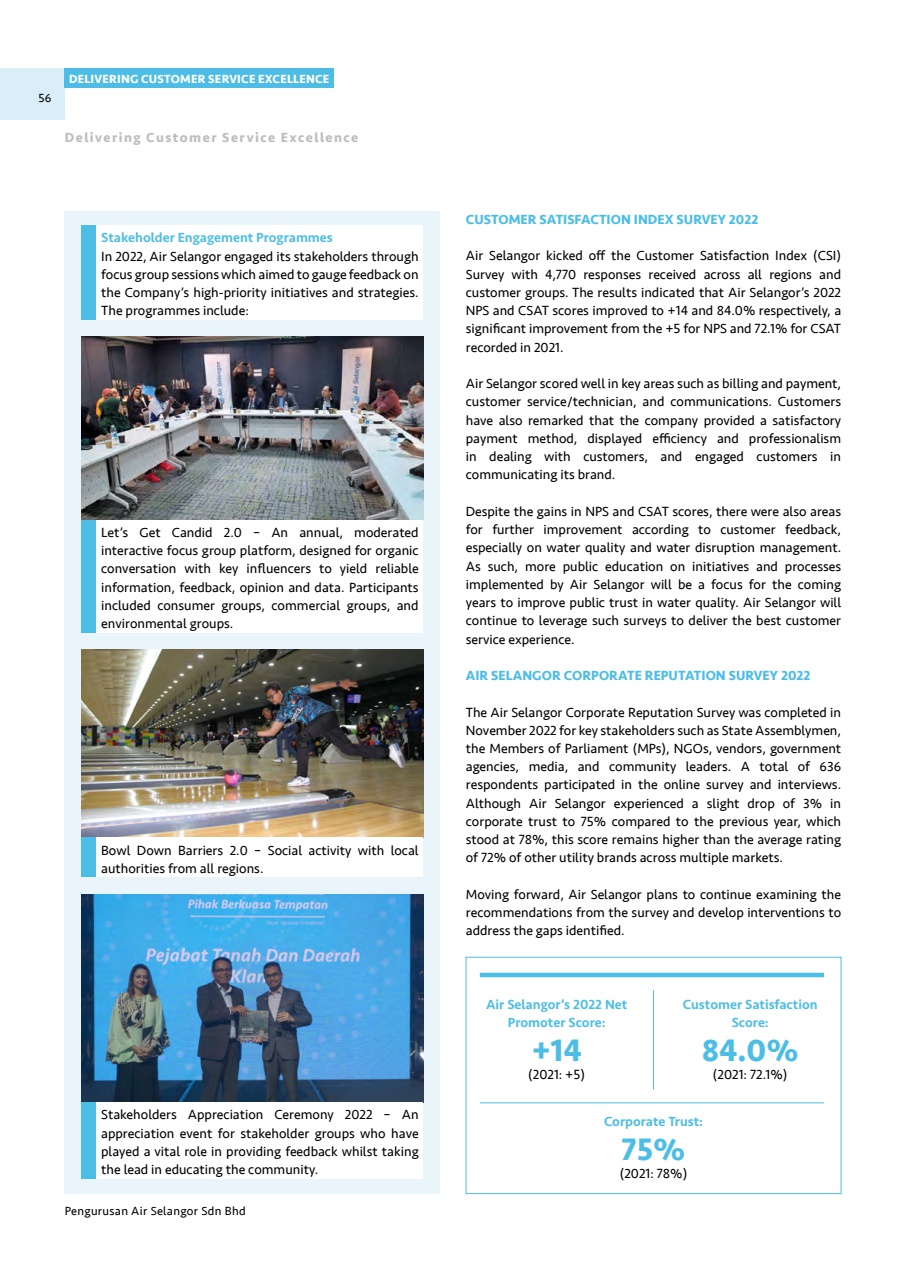 DELIVERING CUSTOMER SERVICE EXCELLENCE
56
Delivering Customer Service Excellence
Stakeholder Engagement Programmes
In 2022, Air Selangor engaged its stakeholders through
focus group sessions which aimed to gauge feedback on
the Company's high-priority initiatives and strategies.
The programmes include:
Air Selangor
Air Selangor
Let's Get Candid 2.0 – An annual, moderated
interactive focus group platform, designed for organic
conversation with key influencers to yield reliable
information, feedback, opinion and data. Participants
included consumer groups, commercial groups, and
environmental groups.
Bowl Down Barriers 2.0 – Social activity with local
authorities from all regions.
Pihak Berkuasa Tempatan
Pejabat Tanah Dan Daerah
Klang
Stakeholders Appreciation Ceremony 2022 – An
appreciation event for stakeholder groups who have
played a vital role in providing feedback whilst taking
the lead in educating the community.
CUSTOMER SATISFACTION INDEX SURVEY 2022
Air Selangor kicked off the Customer Satisfaction Index (CSI)
Survey with 4,770 responses received across all regions and
customer groups. The results indicated that Air Selangor's 2022
NPS and CSAT scores improved to +14 and 84.0% respectively, a
significant improvement from the +5 for NPS and 72.1% for CSAT
recorded in 2021.
Air Selangor scored well in key areas such as billing and payment,
customer service/technician, and communications. Customers
have also remarked that the company provided a satisfactory
payment method, displayed efficiency and professionalism
in dealing with customers, and engaged customers in
communicating its brand.
Despite the gains in NPS and CSAT scores, there were also areas
for further improvement according to customer feedback,
especially on water quality and water disruption management.
As such, more public education on initiatives and processes
implemented by Air Selangor will be a focus for the coming
years to improve public trust in water quality. Air Selangor will
continue to leverage such surveys to deliver the best customer
service experience.
AIR SELANGOR CORPORATE REPUTATION SURVEY 2022
The Air Selangor Corporate Reputation Survey was completed in
November 2022 for key stakeholders such as State Assemblymen,
the Members of Parliament (MPs), NGOs, vendors, government
agencies, media, and community leaders. A total of 636
respondents participated in the online survey and interviews.
Although Air Selangor experienced a slight drop of 3% in
corporate trust to 75% compared to the previous year, which
stood at 78%, this score remains higher than the average rating
of 72% of other utility brands across multiple markets.
Moving forward, Air Selangor plans to continue examining the
recommendations from the survey and develop interventions to
address the gaps identified.
Air Selangor's 2022 Net
Promoter Score:
+14
(2021: +5)
Customer Satisfaction
Score:
84.0%
(2021: 72.1%)
Corporate Trust:
75%
(2021: 78%)
Pengurusan Air Selangor Sdn Bhd